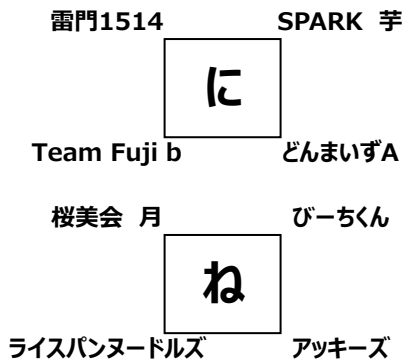 雷門1514 SPARK 芋
に
Team Fuji b どんまいずA
桜美会 月 びーちくん
ね
ライスパンヌードルズ アッキーズ